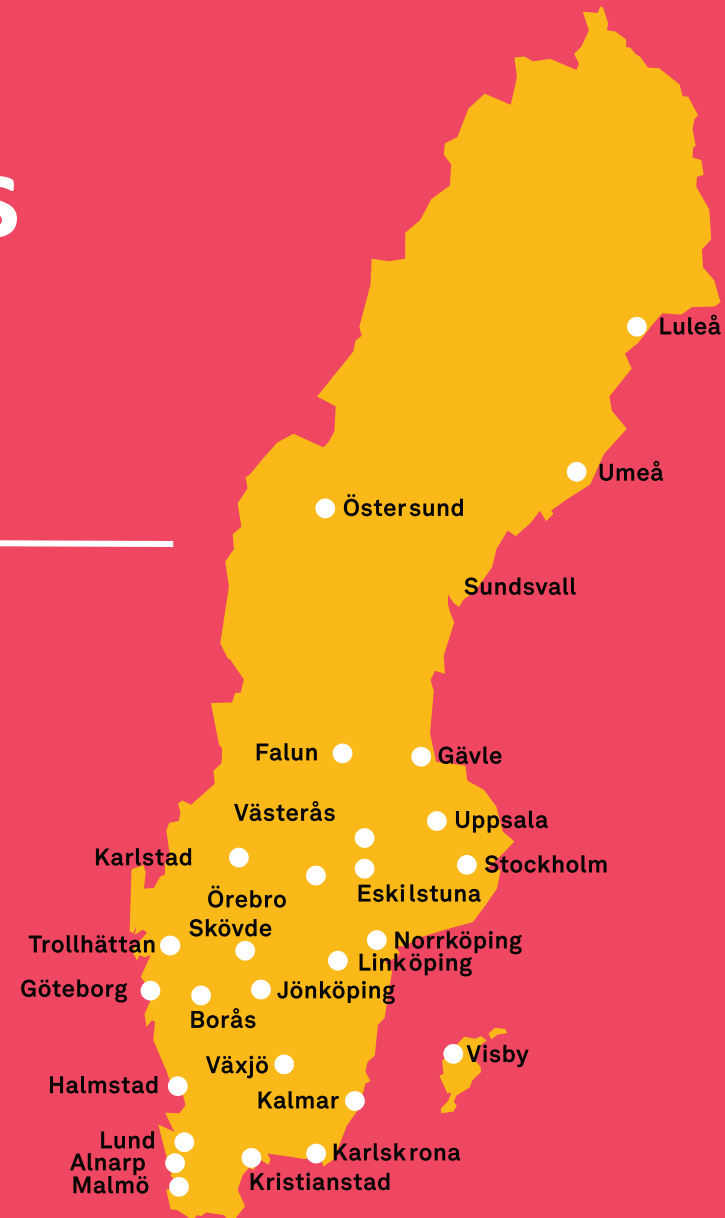 s
Luleå
Umeå
Östersund
Sundsvall
Falun
Gävle
Västerås
Uppsala
Karlstad
Stockholm
Eskilstuna
Örebro
Skövde
Trollhättan
Norrköping
Linköping
Göteborg
Jönköping
Borås
Växjö
Visby
Halmstad
Kalmar
Lund
Karlskrona
Alnarp
Malmö
Kristianstad